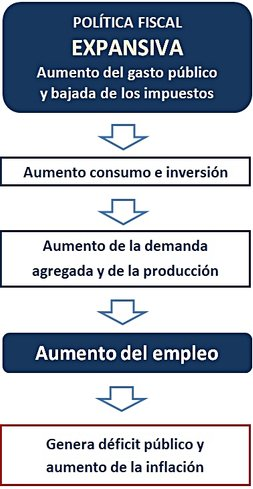 POLÍTICA FISCAL
EXPANSIVA
Aumento del gasto público
y bajada de los impuestos
Aumento consumo e inversión
Aumento de la demanda
agregada y de la producción
Aumento del empleo
Genera déficit público y
aumento de la inflación